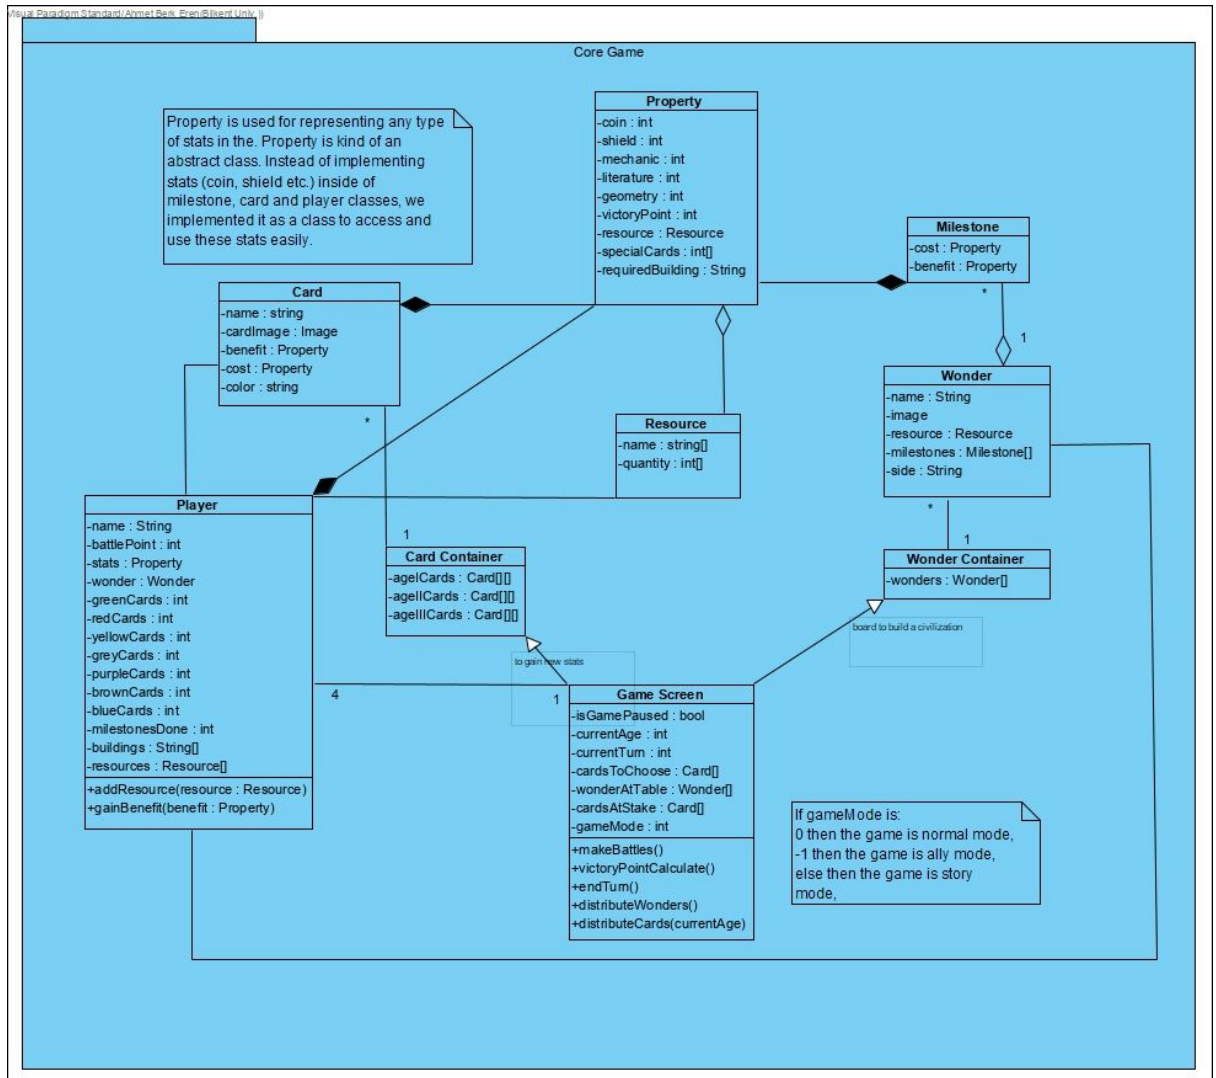 Visual Paradigm Standard(Ahmet Berk Eren(Bilkent Univ.))
Core Game
Property is used for representing any type
of stats in the. Property is kind of an
abstract class. Instead of implementing
stats (coin, shield etc.) inside of
milestone, card and player classes, we
implemented it as a class to access and
use these stats easily.
Property
-coin : int
-shield : int
-mechanic : int
-literature : int
-geometry : int
-victoryPoint : int
-resource : Resource
-specialCards : int[]
-requiredBuilding : String
Milestone
-cost : Property
-benefit : Property
*
1
Card
-name : string
-cardImage : Image
-benefit : Property
-cost : Property
-color : string
*
1
Resource
-name : string[]
-quantity : int[]
Wonder
-name : String
-image
-resource : Resource
-milestones : Milestone[]
-side : String
*
1
Player
-name : String
-battlePoint : int
-stats : Property
-wonder : Wonder
-greenCards : int
-redCards : int
-yellowCards : int
-greyCards : int
-purpleCards : int
-brownCards : int
-blueCards : int
-milestonesDone : int
-buildings : String[]
-resources : Resource[]
+addResource(resource : Resource)
+gainBenefit(benefit : Property)
Card Container
-ageICards : Card[][]
-ageIICards : Card[][]
-ageIIICards : Card[][]
Wonder Container
-wonders : Wonder[]
board to build a civilization
to gain new stats
4
1
Game Screen
-isGamePaused : bool
-currentAge : int
-currentTurn : int
-cardsToChoose : Card[]
-wonderAtTable : Wonder[]
-cardsAtStake : Card[]
-gameMode : int
+makeBattles()
+victoryPointCalculate()
+endTurn()
+distributeWonders()
+distributeCards(currentAge)
If gameMode is:
0 then the game is normal mode,
-1 then the game is ally mode,
else then the game is story
mode,